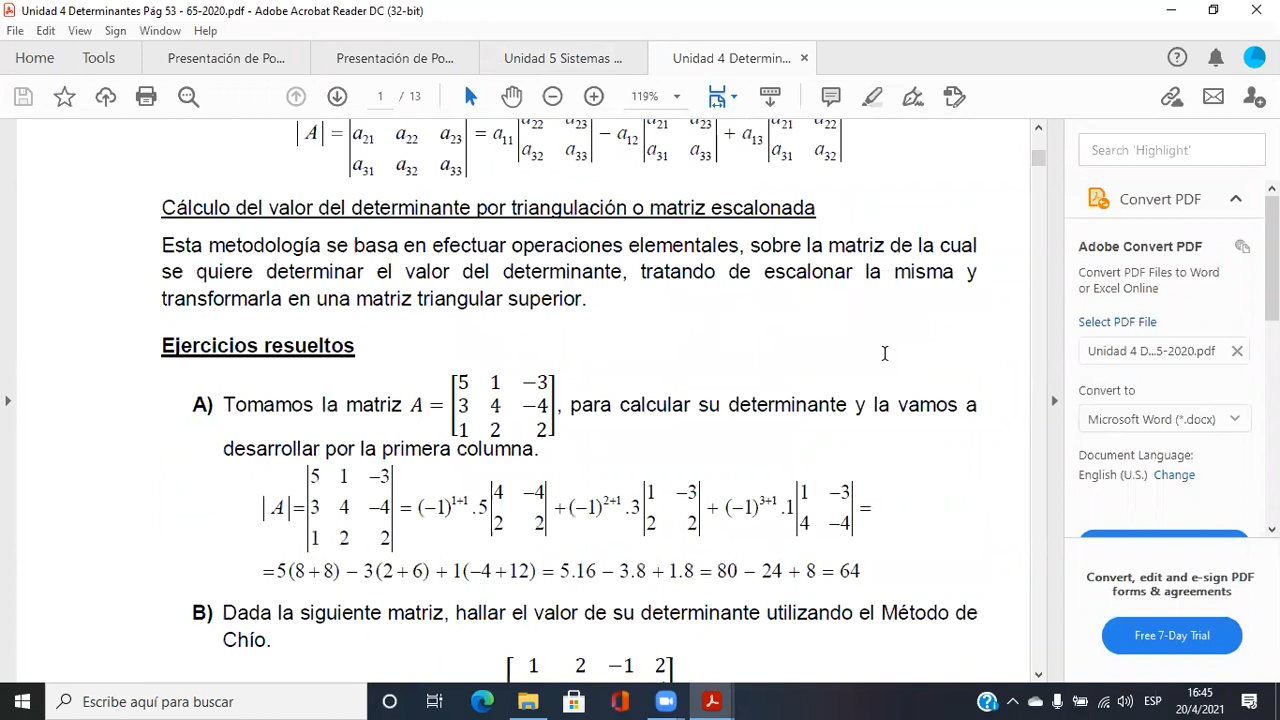 Unidad 4 Determinantes Pág 53 - 65-2020.pdf - Adobe Acrobat Reader DC (32-bit)
File Edit View Sign Window Help
Home Tools Presentación de Po... Presentación de Po... Unidad 5 Sistemas ... Unidad 4 Determin... ×
1 / 13 119%
|A| = |a21 a22 a23; a31 a32 a33| = a11 |a22 a23; a32 a33| − a12 |a21 a23; a31 a33| + a13 |a21 a22; a31 a32|
Cálculo del valor del determinante por triangulación o matriz escalonada
Esta metodología se basa en efectuar operaciones elementales, sobre la matriz de la cual
se quiere determinar el valor del determinante, tratando de escalonar la misma y
transformarla en una matriz triangular superior.
Ejercicios resueltos
A) Tomamos la matriz A = [5 1 −3; 3 4 −4; 1 2 2], para calcular su determinante y la vamos a
desarrollar por la primera columna.
|A| = |5 1 −3; 3 4 −4; 1 2 2| = (−1)^1+1 .5 |4 −4; 2 2| + (−1)^2+1 .3 |1 −3; 2 2| + (−1)^3+1 .1 |1 −3; 4 −4| =
= 5(8 + 8) − 3(2 + 6) + 1(−4 + 12) = 5.16 − 3.8 + 1.8 = 80 − 24 + 8 = 64
B) Dada la siguiente matriz, hallar el valor de su determinante utilizando el Método de
Chío.
[1 2 −1 2]
Search 'Highlight'
Convert PDF
Adobe Convert PDF
Convert PDF Files to Word
or Excel Online
Select PDF File
Unidad 4 D...5-2020.pdf ×
Convert to
Microsoft Word (*.docx)
Document Language:
English (U.S.) Change
Convert, edit and e-sign PDF
forms & agreements
Free 7-Day Trial
Escribe aquí para buscar
ESP
16:45
20/4/2021